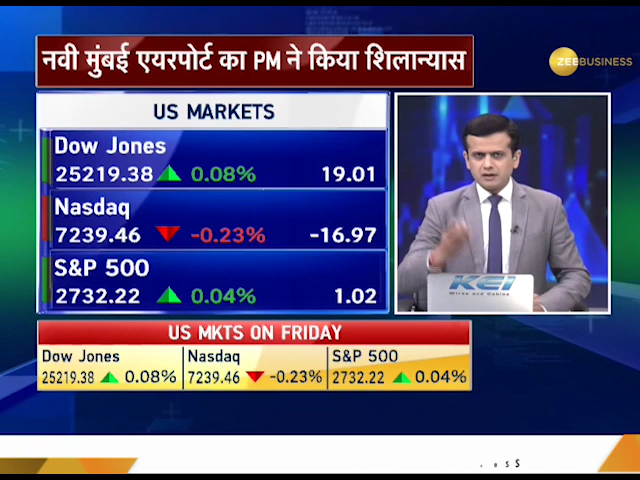 नवी मुंबई एयरपोर्ट का PM ने किया शिलान्यास
ZEEBUSINESS
US MARKETS
Dow Jones
25219.38 0.08% 19.01
Nasdaq
7239.46 -0.23% -16.97
S&P 500
2732.22 0.04% 1.02
KEI
Wires and Cables
US MKTS ON FRIDAY
Dow Jones Nasdaq S&P 500
25219.38 0.08% 7239.46 -0.23% 2732.22 0.04%